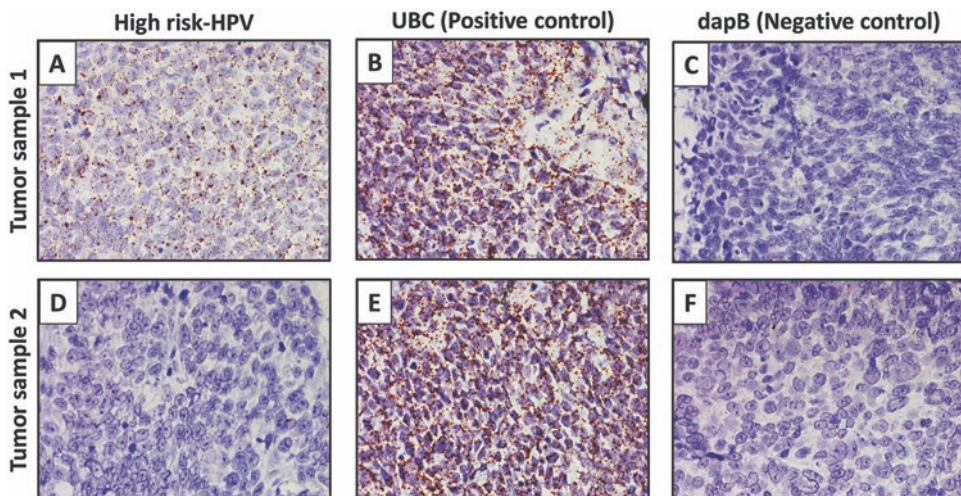 High risk-HPV
UBC (Positive control)
dapB (Negative control)
Tumor sample 1
A
B
C
Tumor sample 2
D
E
F